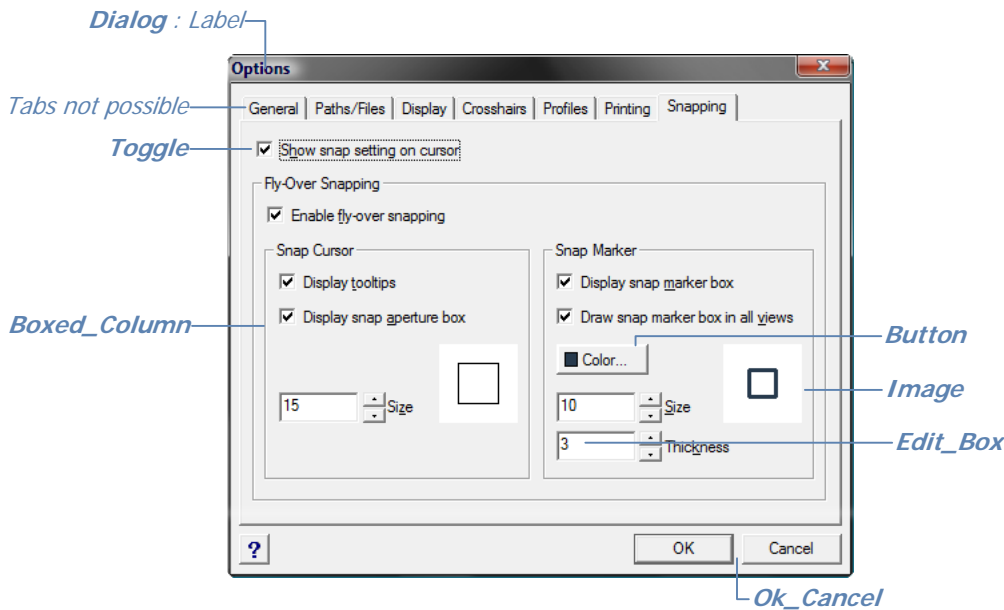 Dialog : Label
Options
Tabs not possible
General Paths/Files Display Crosshairs Profiles Printing Snapping
Toggle
Show snap setting on cursor
Fly-Over Snapping
Enable fly-over snapping
Snap Cursor
Display tooltips
Display snap aperture box
Boxed_Column
15
Size
Snap Marker
Display snap marker box
Draw snap marker box in all views
Button
Color...
Image
10
Size
3
Thickness
Edit_Box
?
OK
Cancel
Ok_Cancel